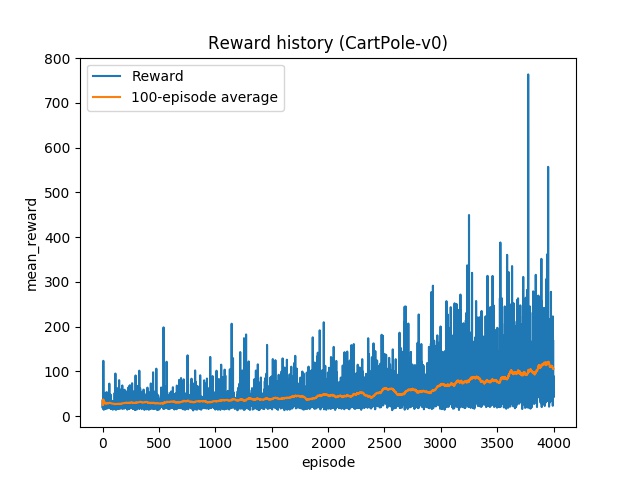 Reward history (CartPole-v0)
Reward
100-episode average
mean_reward
800
700
600
500
400
300
200
100
0
0 500 1000 1500 2000 2500 3000 3500 4000
episode